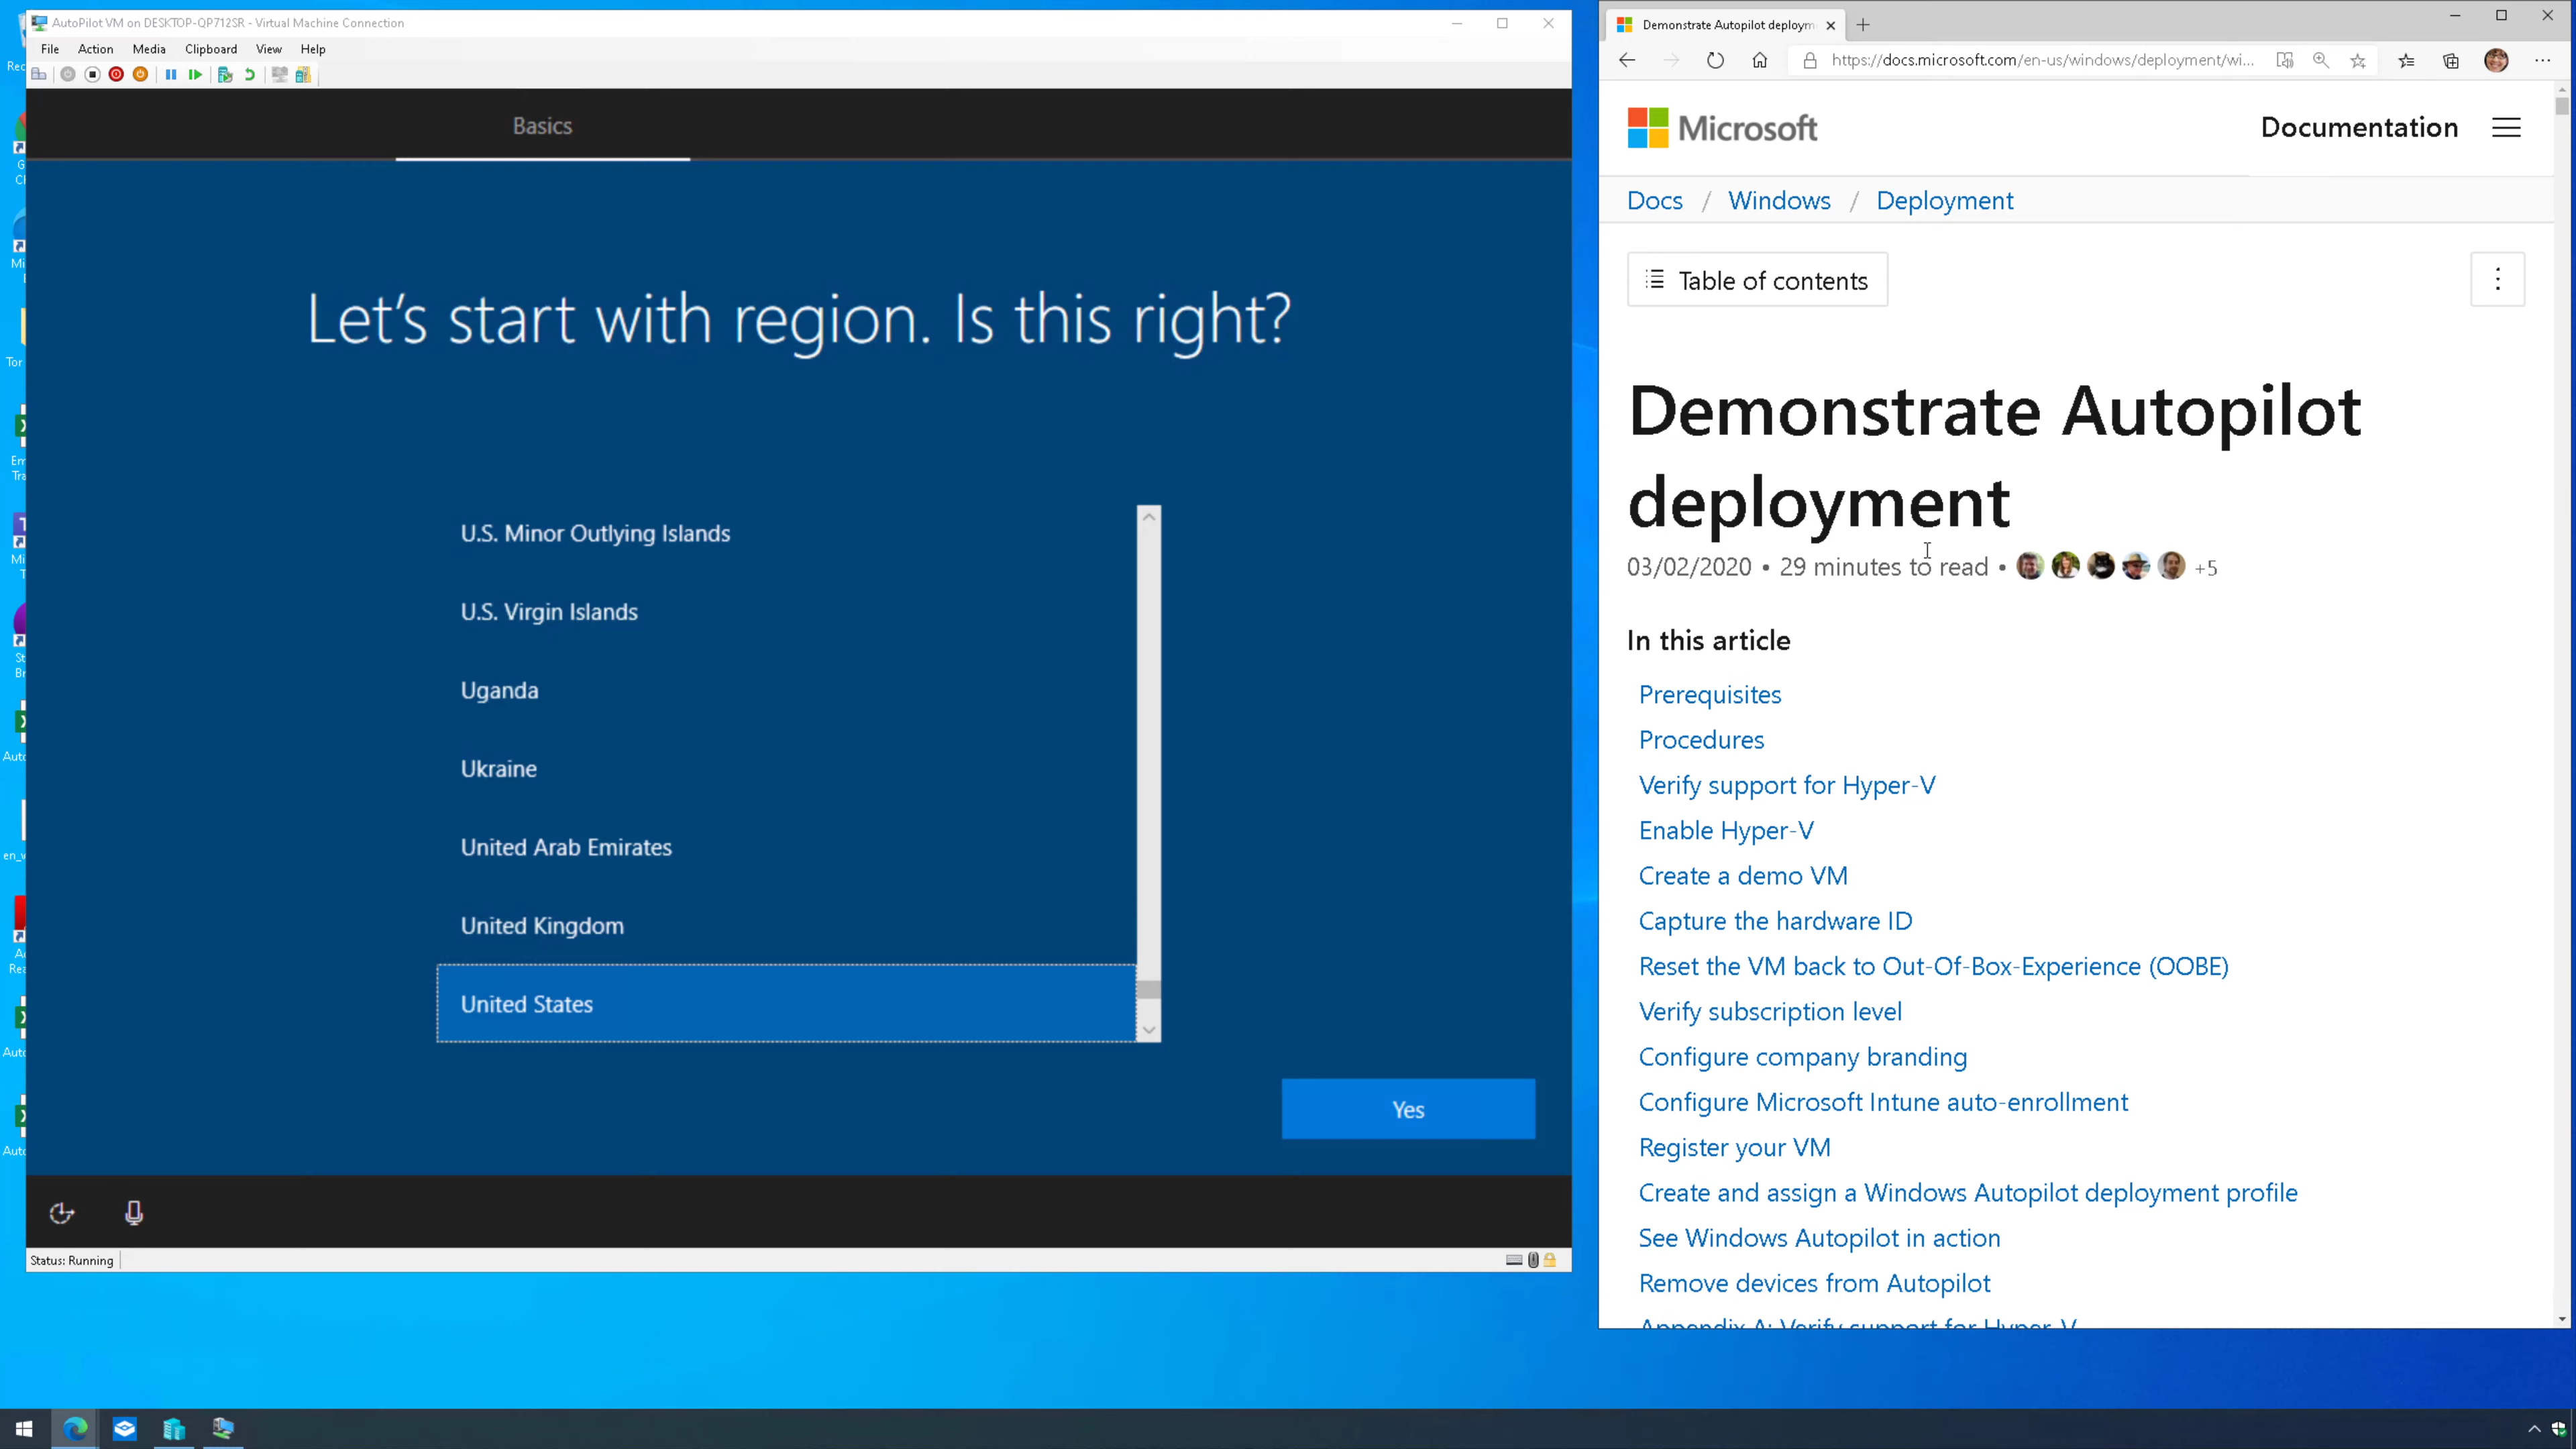 AutoPilot VM on DESKTOP-QP712SR - Virtual Machine Connection
File Action Media Clipboard View Help
Basics
Let's start with region. Is this right?
U.S. Minor Outlying Islands
U.S. Virgin Islands
Uganda
Ukraine
United Arab Emirates
United Kingdom
United States
Yes
Status: Running
Demonstrate Autopilot deploym
https://docs.microsoft.com/en-us/windows/deployment/wi...
Microsoft
Documentation
Docs / Windows / Deployment
Table of contents
Demonstrate Autopilot
deployment
03/02/2020 • 29 minutes to read • +5
In this article
Prerequisites
Procedures
Verify support for Hyper-V
Enable Hyper-V
Create a demo VM
Capture the hardware ID
Reset the VM back to Out-Of-Box-Experience (OOBE)
Verify subscription level
Configure company branding
Configure Microsoft Intune auto-enrollment
Register your VM
Create and assign a Windows Autopilot deployment profile
See Windows Autopilot in action
Remove devices from Autopilot
Appendix A: Verify support for Hyper-V